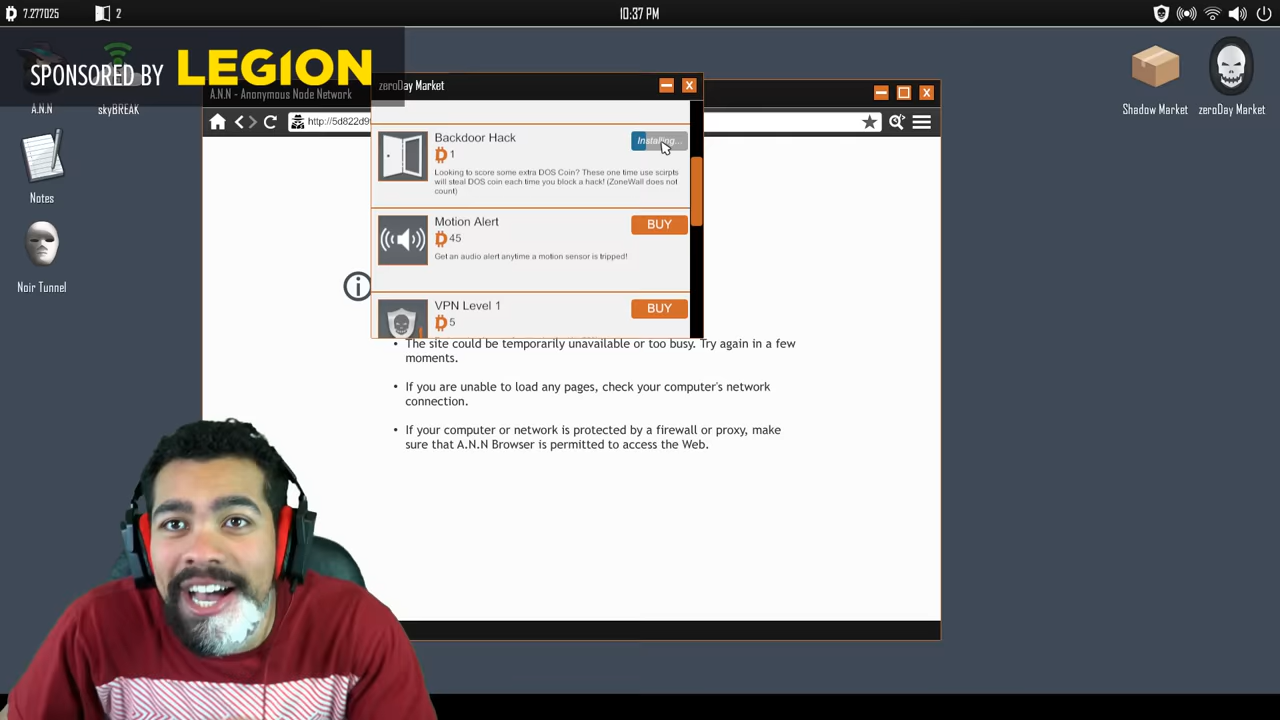 7.277025
2
10:37 PM
SPONSORED BY LEGION
A.N.N
skyBREAK
Notes
Noir Tunnel
Shadow Market
zeroDay Market
A.N.N - Anonymous Node Network
http://5d822d9
zeroDay Market
Backdoor Hack
Installing...
1
Looking to score some extra DOS Coin? These one time use scirpts
will steal DOS coin each time you block a hack! (ZoneWall does not
count)
Motion Alert
BUY
45
Get an audio alert anytime a motion sensor is tripped!
VPN Level 1
BUY
5
• The site could be temporarily unavailable or too busy. Try again in a few
moments.
• If you are unable to load any pages, check your computer's network
connection.
• If your computer or network is protected by a firewall or proxy, make
sure that A.N.N Browser is permitted to access the Web.